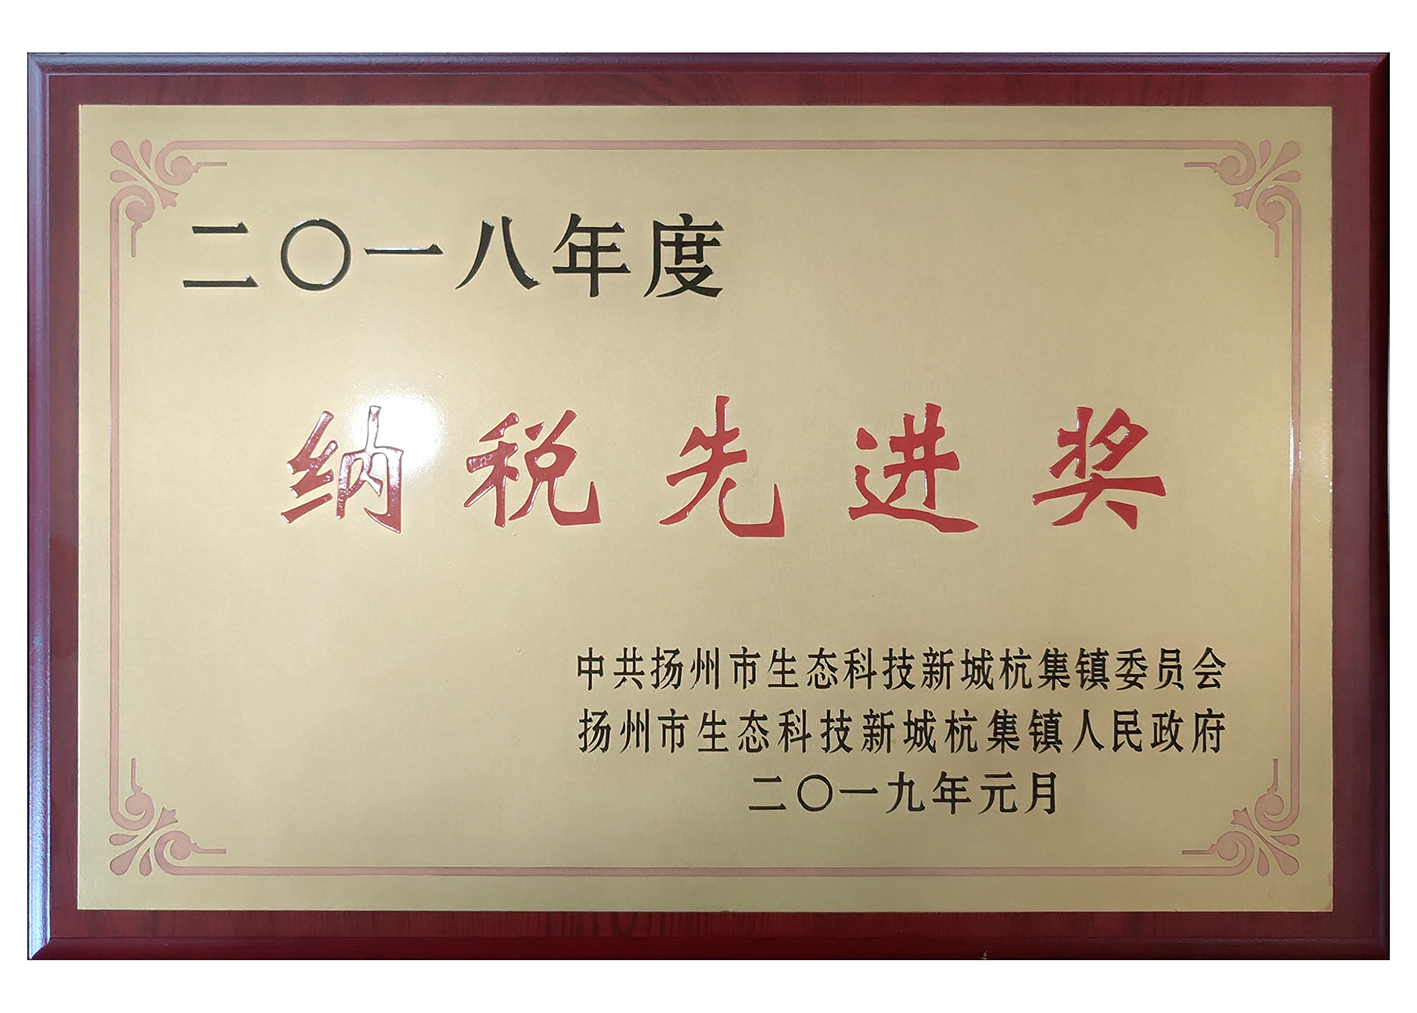 二〇一八年度
纳税先进奖
中共扬州市生态科技新城杭集镇委员会
扬州市生态科技新城杭集镇人民政府
二〇一九年元月